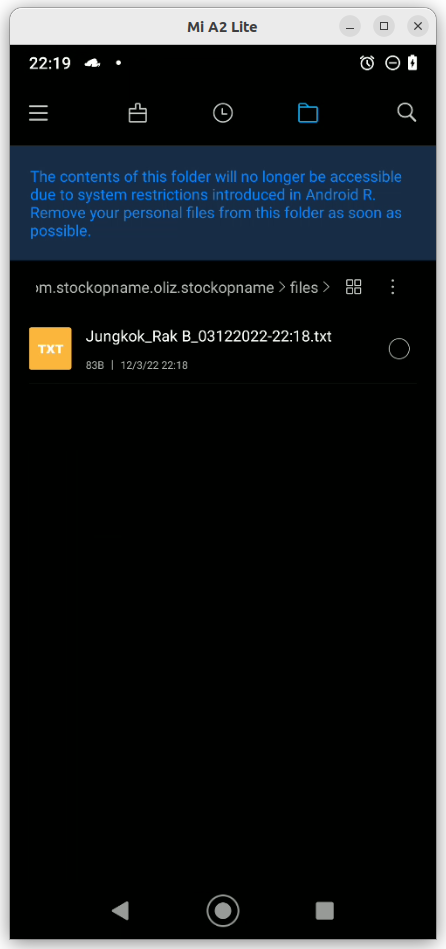 Mi A2 Lite
22:19
The contents of this folder will no longer be accessible
due to system restrictions introduced in Android R.
Remove your personal files from this folder as soon as
possible.
om.stockopname.oliz.stockopname > files >
TXT
Jungkok_Rak B_03122022-22:18.txt
83B | 12/3/22 22:18